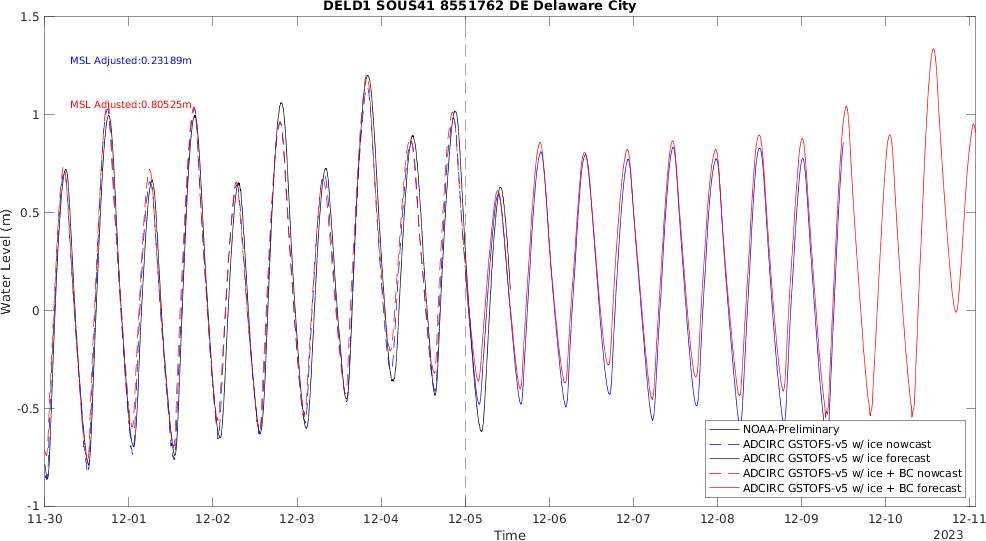 DELD1 SOUS41 8551762 DE Delaware City
1.5
MSL Adjusted:0.23189m
MSL Adjusted:0.80525m
1
0.5
Water Level (m)
0
-0.5
-1
NOAA-Preliminary
ADCIRC GSTOFS-v5 w/ ice nowcast
ADCIRC GSTOFS-v5 w/ ice forecast
ADCIRC GSTOFS-v5 w/ ice + BC nowcast
ADCIRC GSTOFS-v5 w/ ice + BC forecast
11-30 12-01 12-02 12-03 12-04 12-05 12-06 12-07 12-08 12-09 12-10 12-11
Time
2023